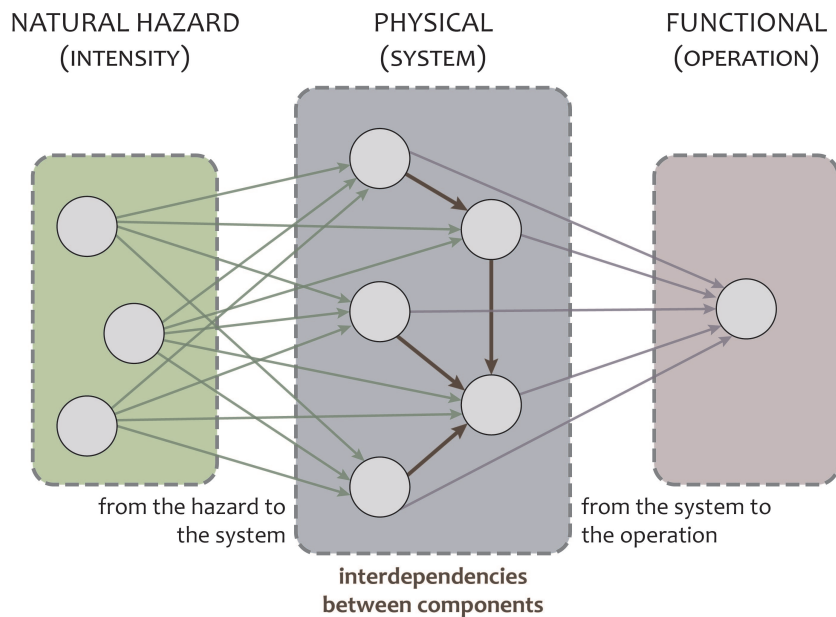 NATURAL HAZARD
(INTENSITY)
PHYSICAL
(SYSTEM)
FUNCTIONAL
(OPERATION)
from the hazard to
the system
from the system to
the operation
interdependencies
between components